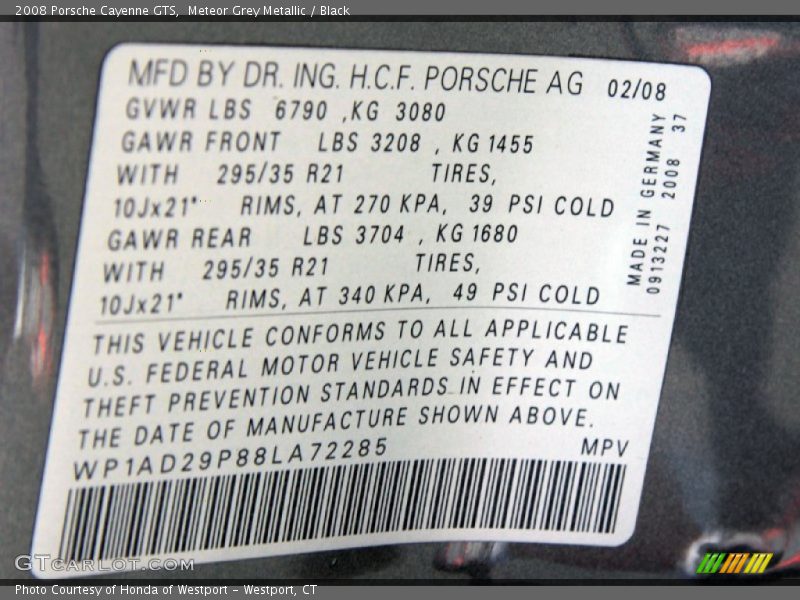 2008 Porsche Cayenne GTS, Meteor Grey Metallic / Black
MFD BY DR. ING. H.C.F. PORSCHE AG 02/08
GVWR LBS 6790 ,KG 3080
GAWR FRONT LBS 3208 , KG 1455
WITH 295/35 R21 TIRES,
10Jx21" RIMS, AT 270 KPA, 39 PSI COLD
GAWR REAR LBS 3704 , KG 1680
WITH 295/35 R21 TIRES,
10Jx21" RIMS, AT 340 KPA, 49 PSI COLD
MADE IN GERMANY
0913227 2008 37
THIS VEHICLE CONFORMS TO ALL APPLICABLE
U.S. FEDERAL MOTOR VEHICLE SAFETY AND
THEFT PREVENTION STANDARDS IN EFFECT ON
THE DATE OF MANUFACTURE SHOWN ABOVE.
WP1AD29P88LA72285 MPV
GTCARLOT.COM
Photo Courtesy of Honda of Westport - Westport, CT